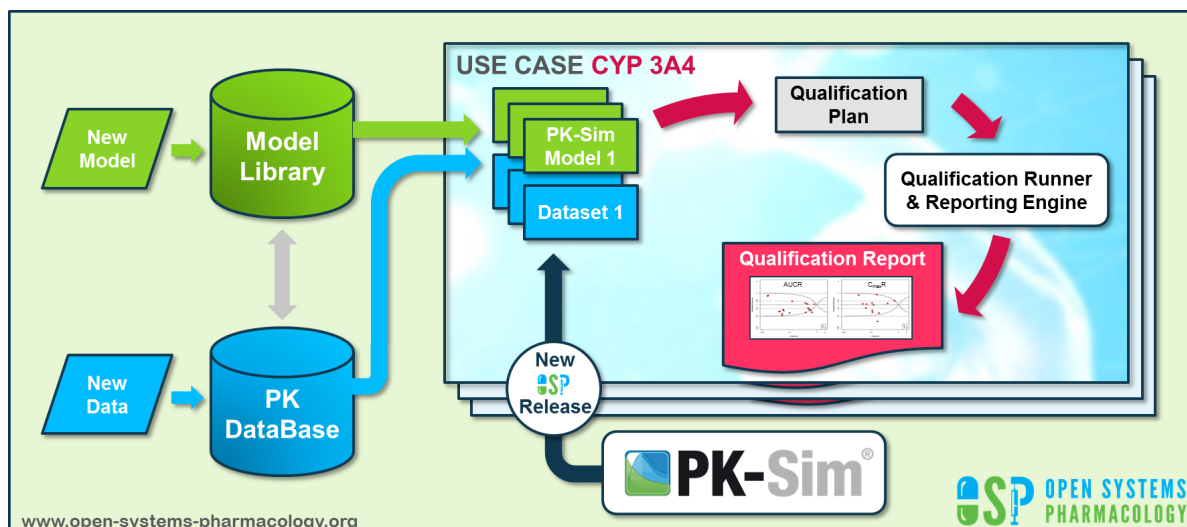 USE CASE CYP 3A4
New
Model
Model
Library
PK-Sim
Model 1
Dataset 1
Qualification
Plan
Qualification Runner
& Reporting Engine
Qualification Report
AUCR
CmaxR
New
Data
PK
DataBase
New
OSP
Release
PK-Sim®
OSP OPEN SYSTEMS
PHARMACOLOGY
www.open-systems-pharmacology.org